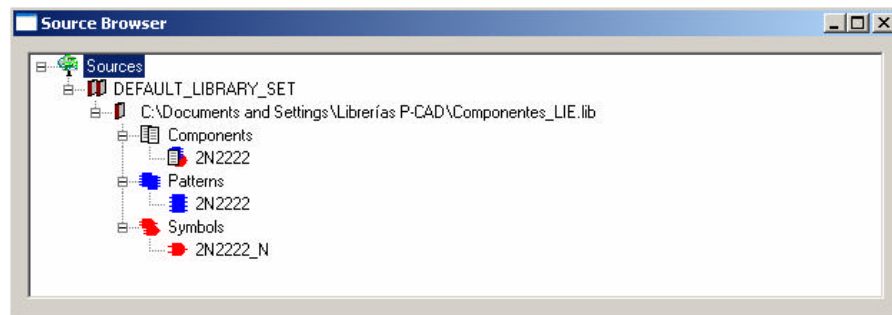 Source Browser
Sources
DEFAULT_LIBRARY_SET
C:\Documents and Settings\Librerías P-CAD\Componentes_LIE.lib
Components
2N2222
Patterns
2N2222
Symbols
2N2222_N